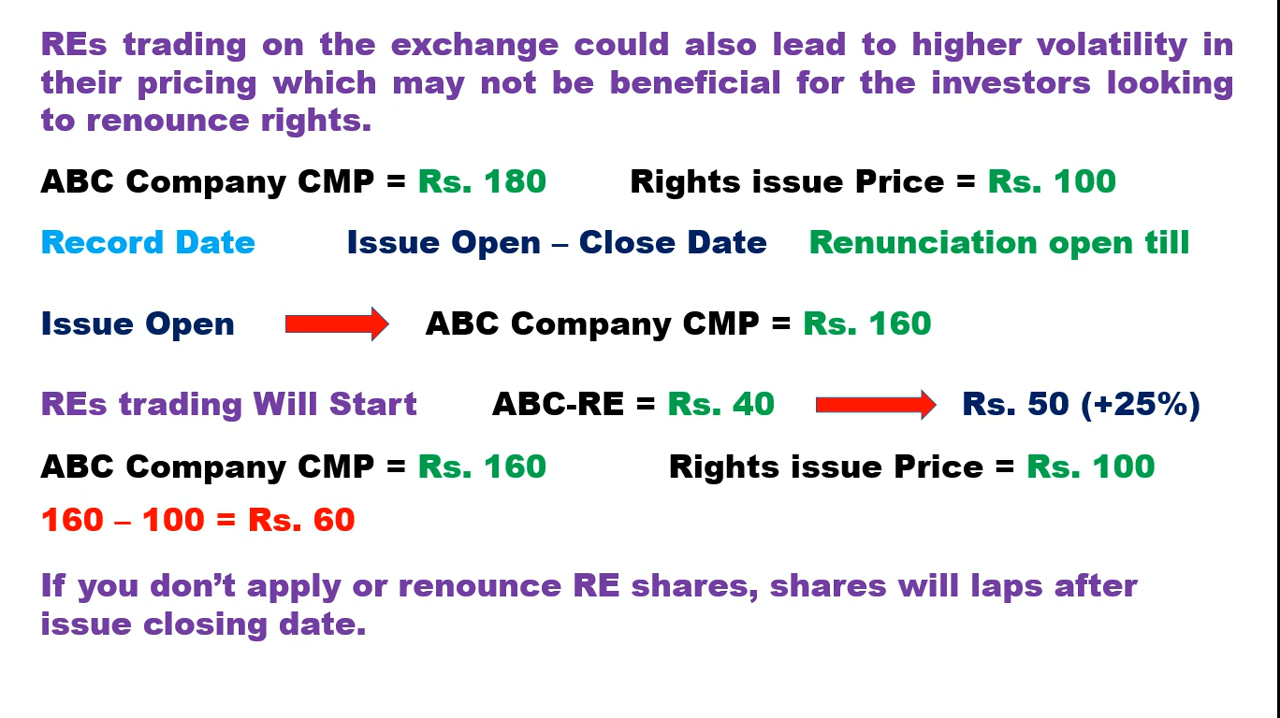 REs trading on the exchange could also lead to higher volatility in
their pricing which may not be beneficial for the investors looking
to renounce rights.
ABC Company CMP = Rs. 180 Rights issue Price = Rs. 100
Record Date Issue Open – Close Date Renunciation open till
Issue Open ABC Company CMP = Rs. 160
REs trading Will Start ABC-RE = Rs. 40 Rs. 50 (+25%)
ABC Company CMP = Rs. 160 Rights issue Price = Rs. 100
160 – 100 = Rs. 60
If you don’t apply or renounce RE shares, shares will laps after
issue closing date.